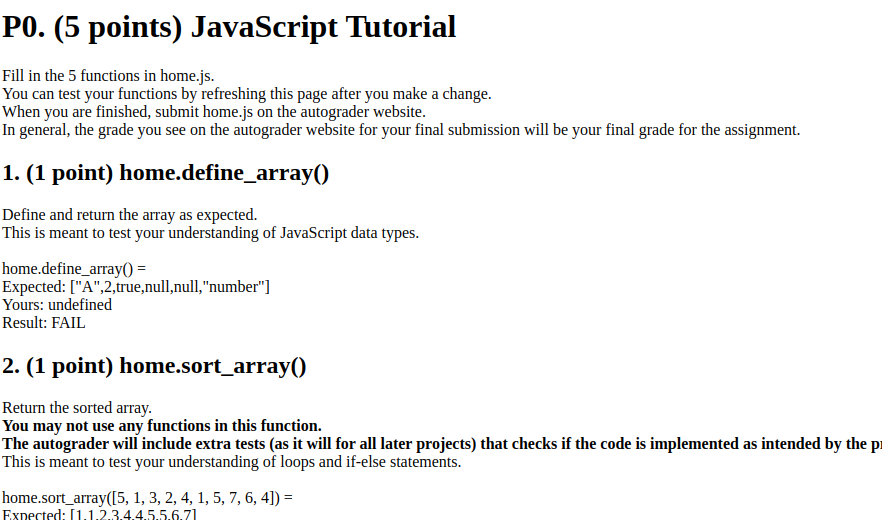 P0. (5 points) JavaScript Tutorial
Fill in the 5 functions in home.js.
You can test your functions by refreshing this page after you make a change.
When you are finished, submit home.js on the autograder website.
In general, the grade you see on the autograder website for your final submission will be your final grade for the assignment.
1. (1 point) home.define_array()
Define and return the array as expected.
This is meant to test your understanding of JavaScript data types.
home.define_array() =
Expected: ["A",2,true,null,null,"number"]
Yours: undefined
Result: FAIL
2. (1 point) home.sort_array()
Return the sorted array.
You may not use any functions in this function.
The autograder will include extra tests (as it will for all later projects) that checks if the code is implemented as intended by the
This is meant to test your understanding of loops and if-else statements.
home.sort_array([5, 1, 3, 2, 4, 1, 5, 7, 6, 4]) =
Expected: [1,1,2,3,4,4,5,5,6,7]